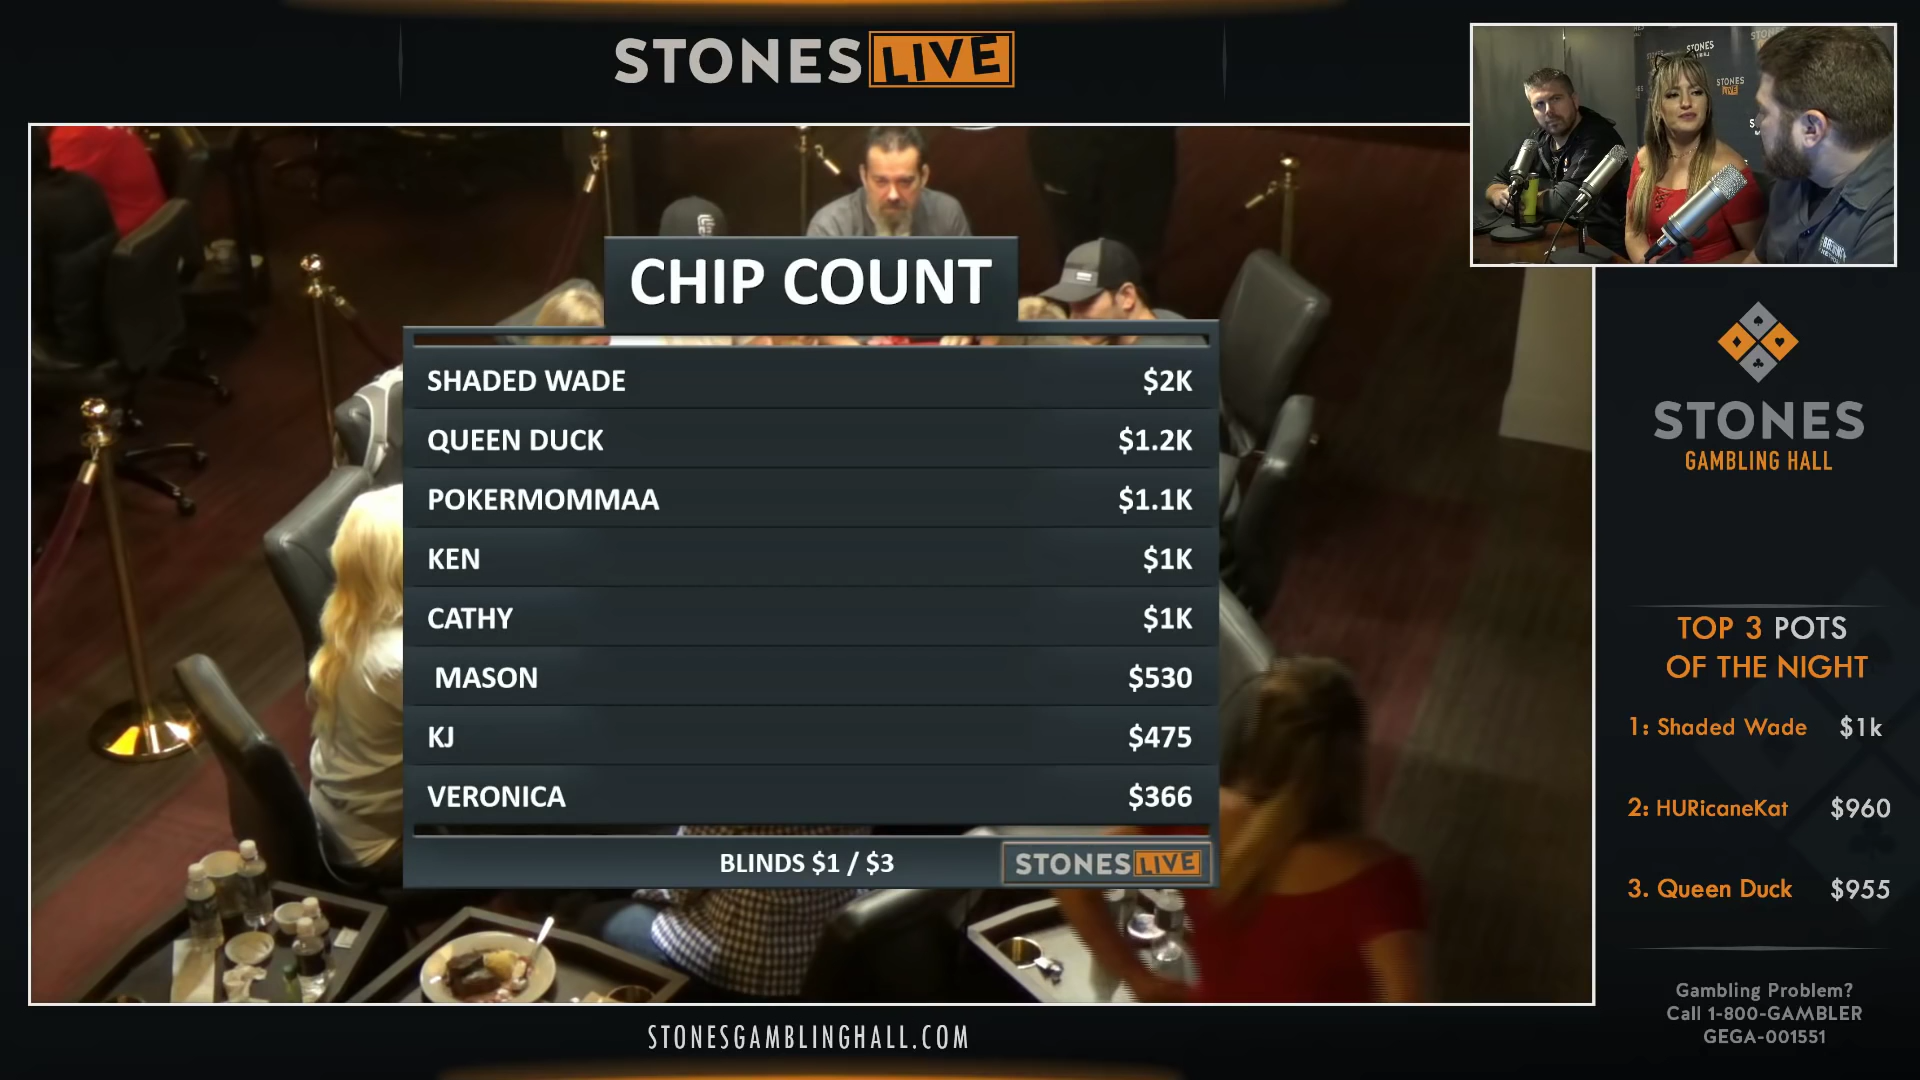 STONES LIVE
CHIP COUNT
SHADED WADE $2K
QUEEN DUCK $1.2K
POKERMOMMAA $1.1K
KEN $1K
CATHY $1K
MASON $530
KJ $475
VERONICA $366
BLINDS $1 / $3
STONES LIVE
STONES
STONES
LIVE
STONES
GAMBLING HALL
TOP 3 POTS
OF THE NIGHT
1: Shaded Wade $1k
2: HURicaneKat $960
3. Queen Duck $955
Gambling Problem?
Call 1-800-GAMBLER
GEGA-001551
STONESGAMBLINGHALL.COM